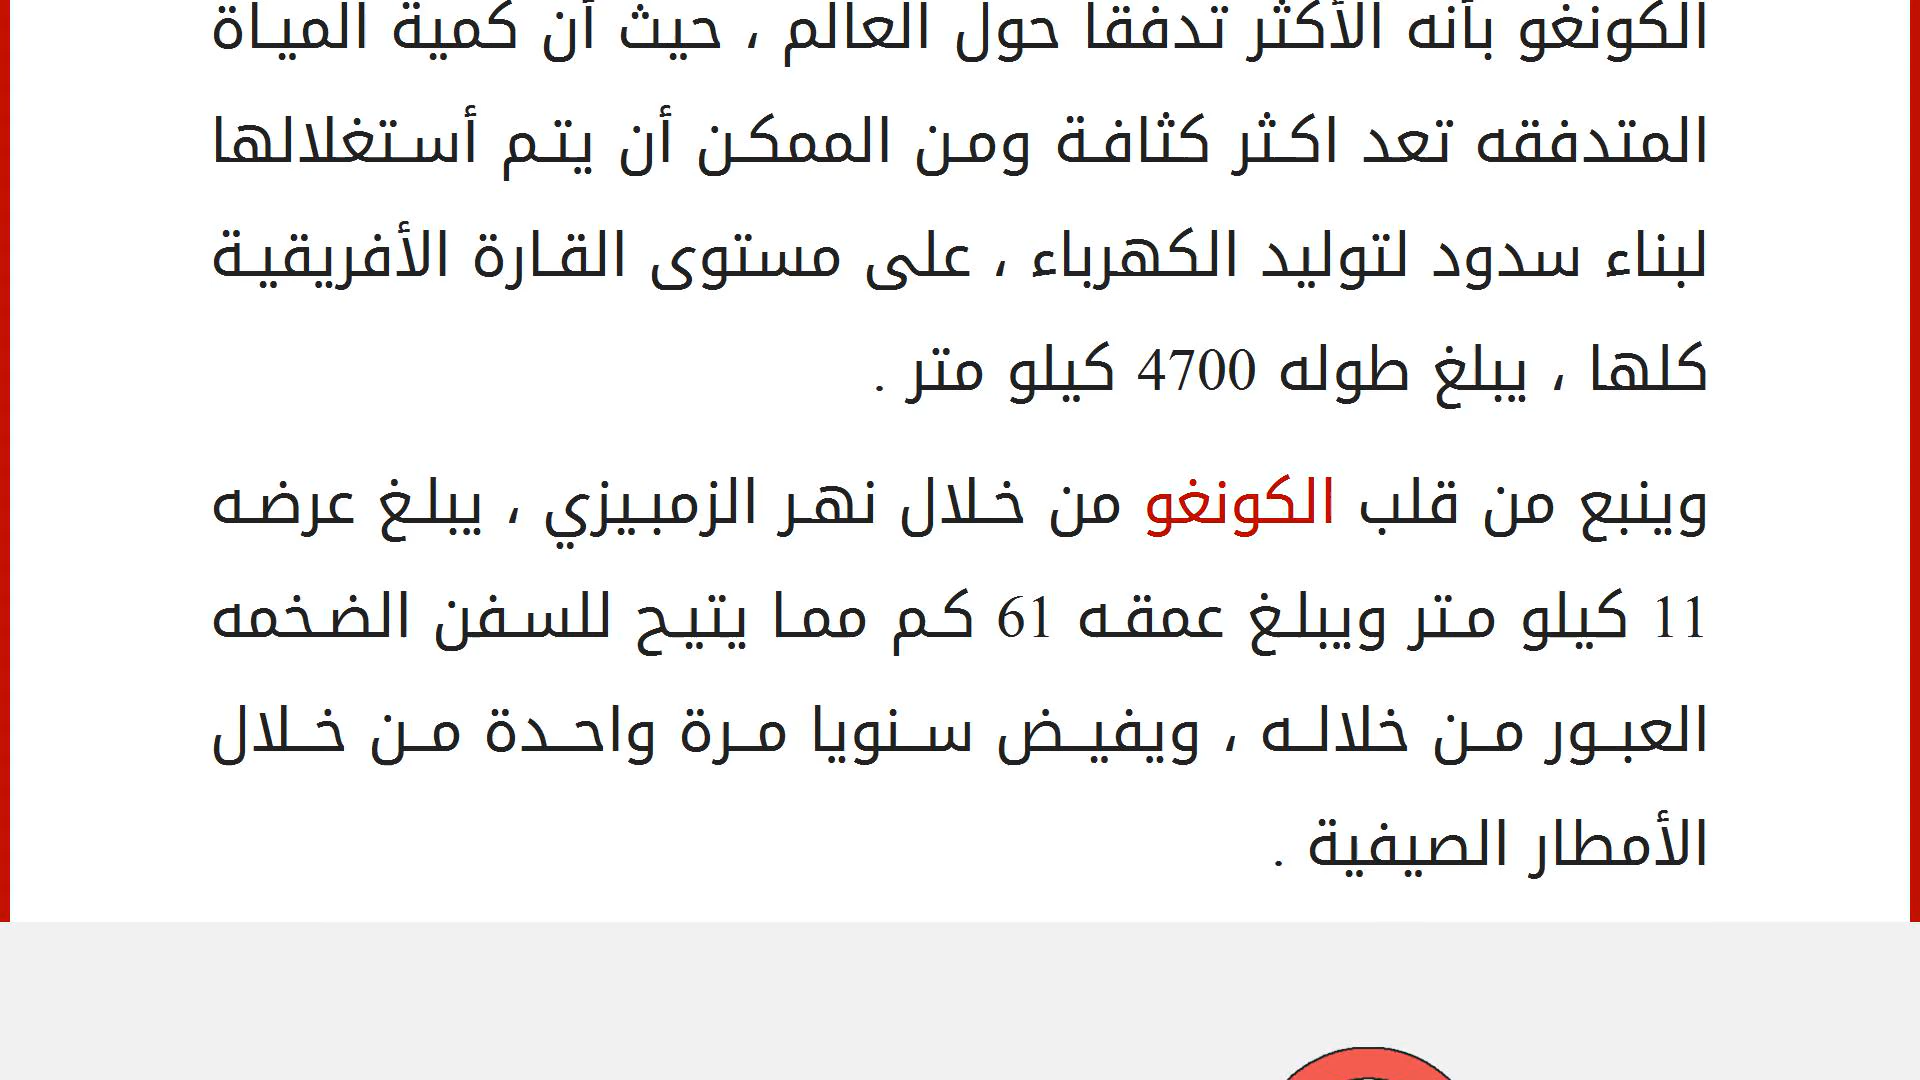 الكونغو بأنه الأكثر تدفقا حول العالم ، حيث أن كمية المياة
المتدفقه تعد اكثر كثافة ومن الممكن أن يتم أستغلالها
لبناء سدود لتوليد الكهرباء ، على مستوى القارة الأفريقية
كلها ، يبلغ طوله 4700 كيلو متر .
وينبع من قلب الكونغو من خلال نهر الزمبيزي ، يبلغ عرضه
11 كيلو متر ويبلغ عمقه 61 كم مما يتيح للسفن الضخمه
العبور من خلاله ، ويفيض سنويا مرة واحدة من خلال
الأمطار الصيفية .